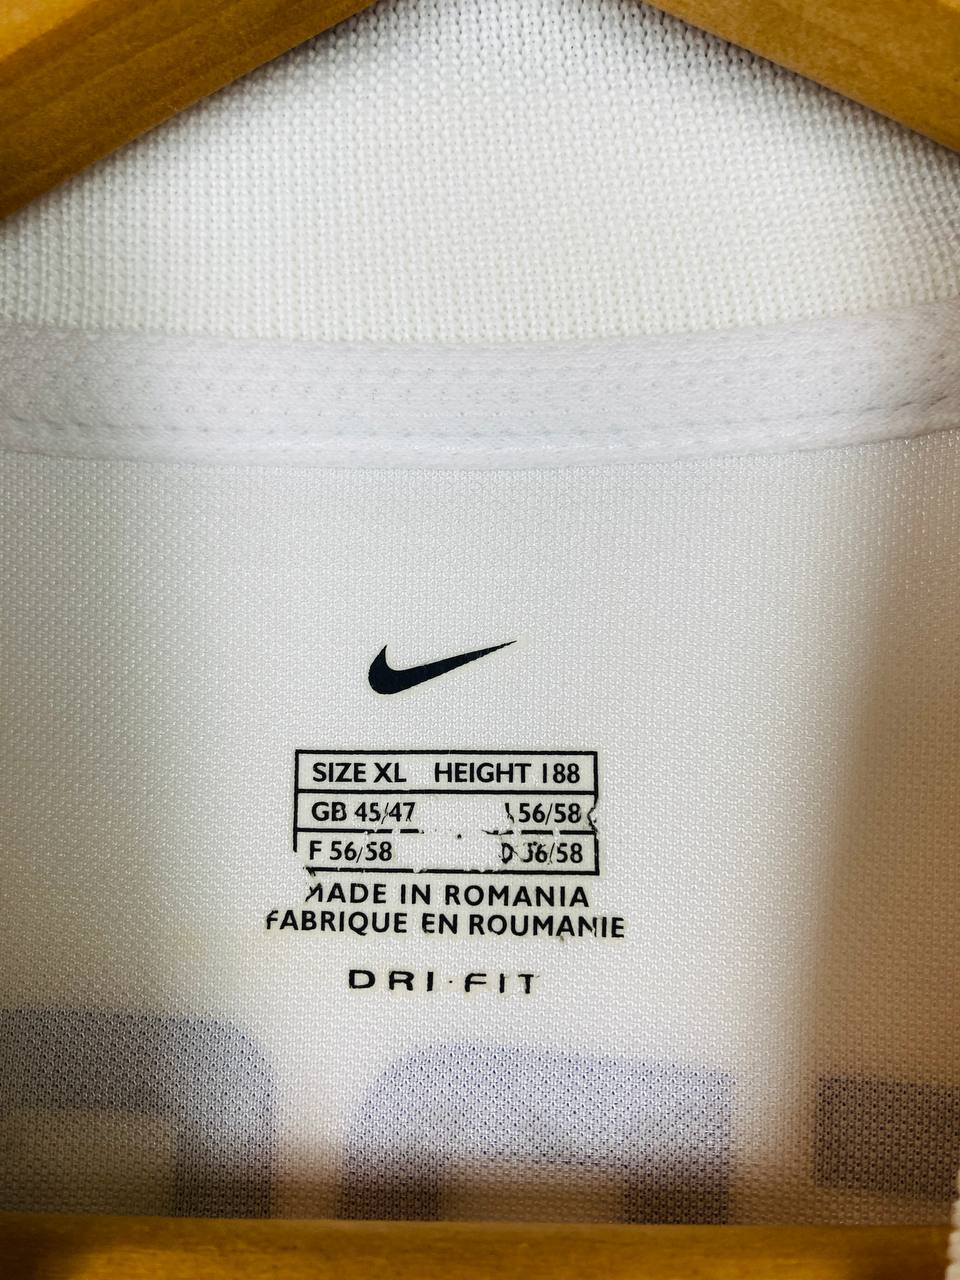 SIZE XL HEIGHT 188
GB 45/47 56/58
F 56/58 D 56/58
MADE IN ROMANIA
FABRIQUE EN ROUMANIE
DRI·FIT